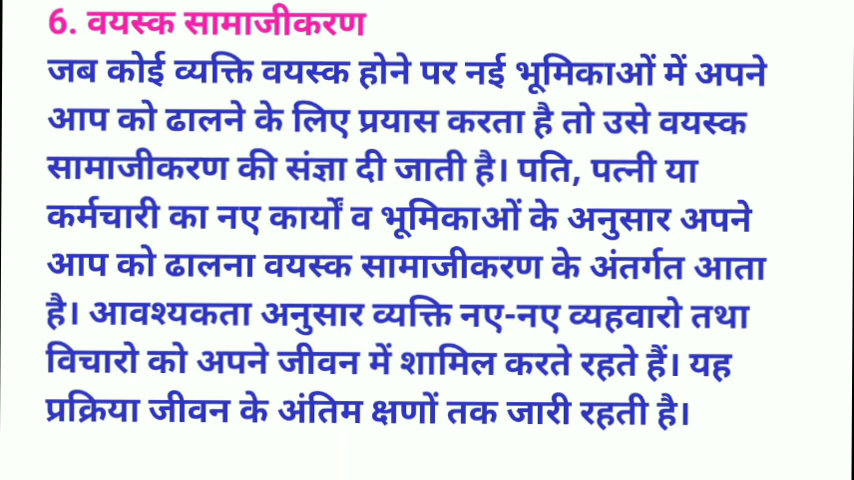 6. वयस्क सामाजीकरण
जब कोई व्यक्ति वयस्क होने पर नई भूमिकाओं में अपने
आप को ढालने के लिए प्रयास करता है तो उसे वयस्क
सामाजीकरण की संज्ञा दी जाती है। पति, पत्नी या
कर्मचारी का नए कार्यों व भूमिकाओं के अनुसार अपने
आप को ढालना वयस्क सामाजीकरण के अंतर्गत आता
है। आवश्यकता अनुसार व्यक्ति नए-नए व्यहवारो तथा
विचारो को अपने जीवन में शामिल करते रहते हैं। यह
प्रक्रिया जीवन के अंतिम क्षणों तक जारी रहती है।